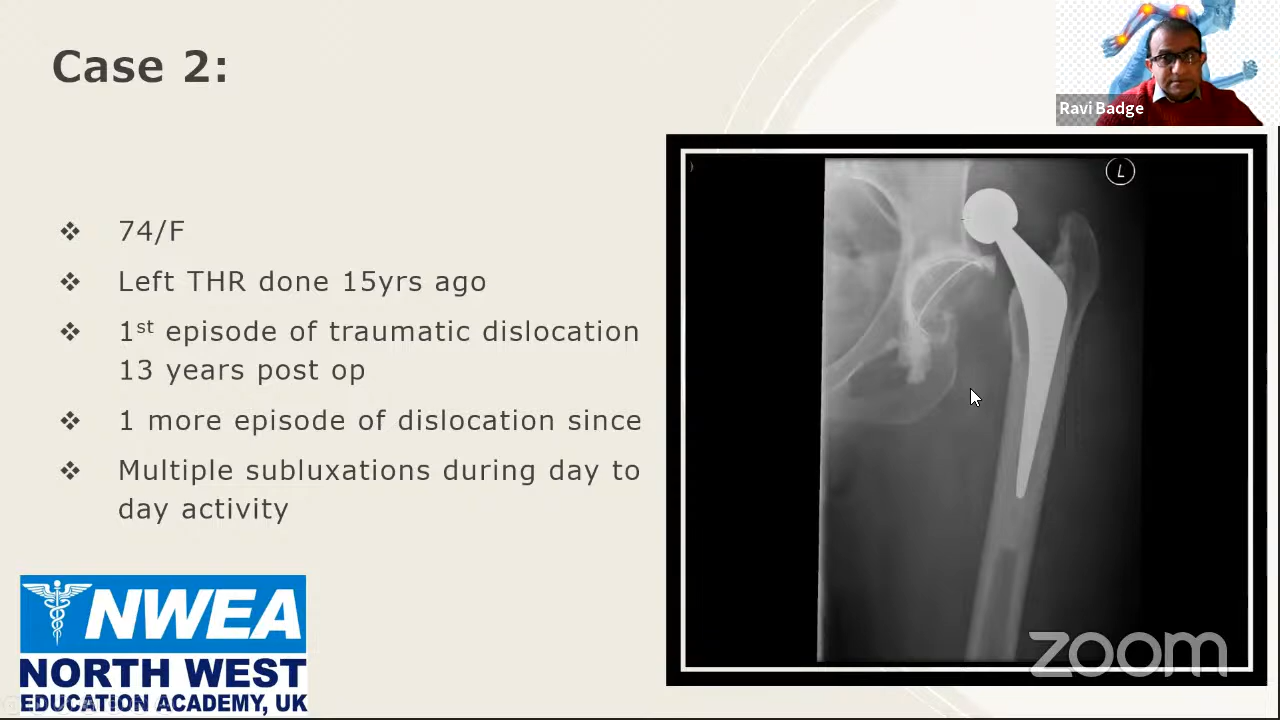 Case 2:
Ravi Badge
L
74/F
Left THR done 15yrs ago
1st episode of traumatic dislocation
13 years post op
1 more episode of dislocation since
Multiple subluxations during day to
day activity
NWEA
NORTH WEST
EDUCATION ACADEMY, UK
zoom